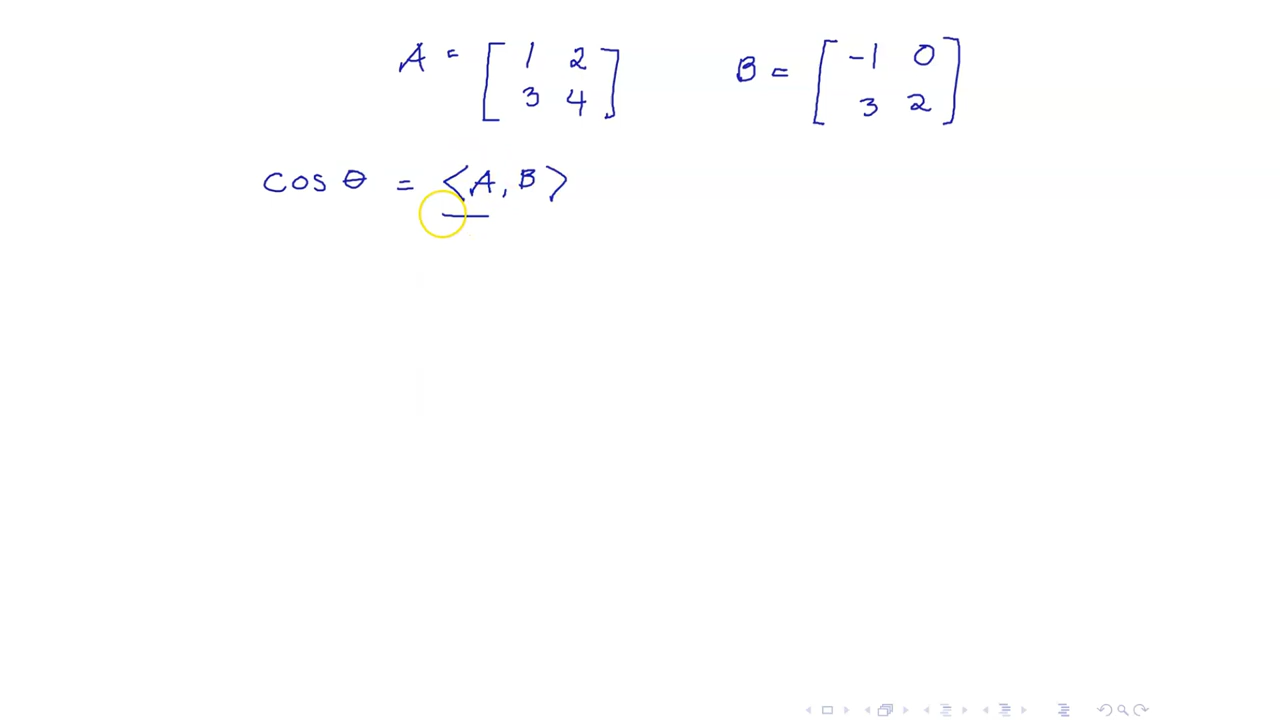 A = [1 2
3 4] B = [-1 0
3 2]
cos θ = <A, B>